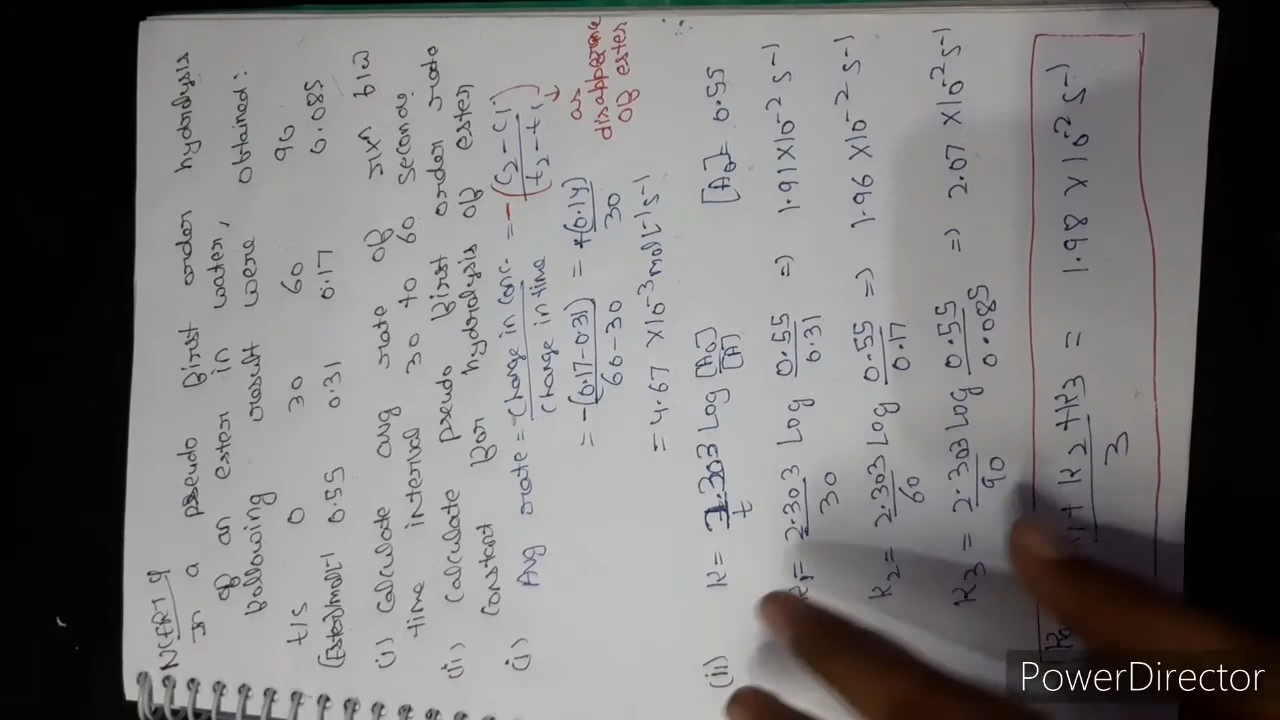 NCERT 9
In a pseudo first order hydrolysis
of an ester in water,
following result were obtained:
t/s 0 30 60 90
[Ester]molL-1 0.55 0.31 0.17 0.085
(i) Calculate avg rate of rxn b/w
time interval 30 to 60 seconds
(ii) Calculate pseudo first order rate
constant for hydrolysis of ester
(i) Avg rate = Change in conc. / Change in time = -(C2-C1 / t2-t1)
as
disappearance
of ester
= -(0.17-0.31) / 60-30 = +(0.14) / 30
= 4.67 X10-3 mol L-1 s-1
(ii) K = 2.303 / t log [A0] / [A] [A0] = 0.55
K1 = 2.303 / 30 log 0.55 / 0.31 => 1.91 X10-2 s-1
K2 = 2.303 / 60 log 0.55 / 0.17 => 1.96 X10-2 s-1
K3 = 2.303 / 90 log 0.55 / 0.085 => 2.07 X10-2 s-1
+ K2 + K3 / 3 = 1.98 X 10-2 s-1
PowerDirector